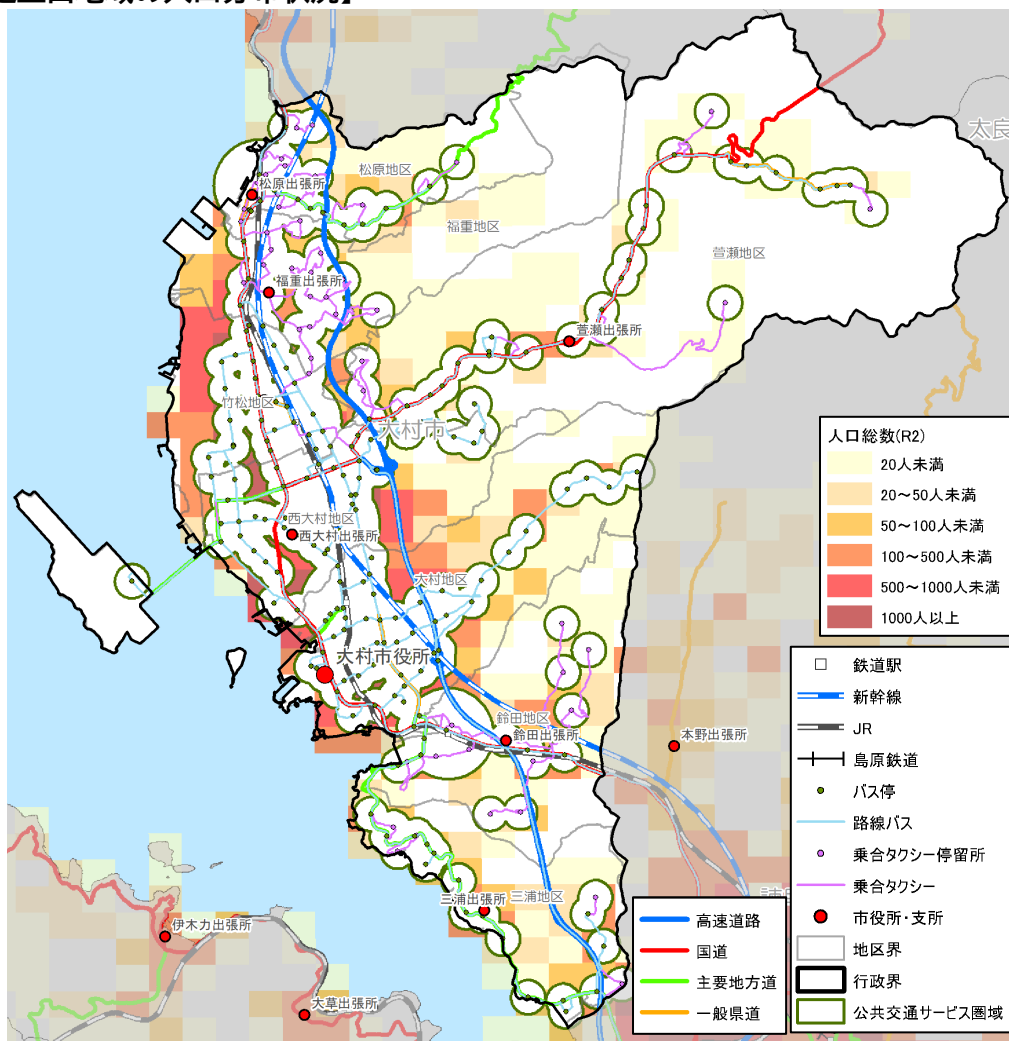 太良
松原地区
松原出張所
福重地区
萱瀬地区
福重出張所
萱瀬出張所
竹松地区
大村市
西大村地区
西大村出張所
大村地区
大村市役所
鈴田地区
鈴田出張所
本野出張所
三浦出張所
三浦地区
伊木力出張所
大草出張所
人口総数(R2)
20人未満
20～50人未満
50～100人未満
100～500人未満
500～1000人未満
1000人以上
鉄道駅
新幹線
JR
島原鉄道
バス停
路線バス
乗合タクシー停留所
乗合タクシー
市役所・支所
地区界
行政界
公共交通サービス圏域
高速道路
国道
主要地方道
一般県道